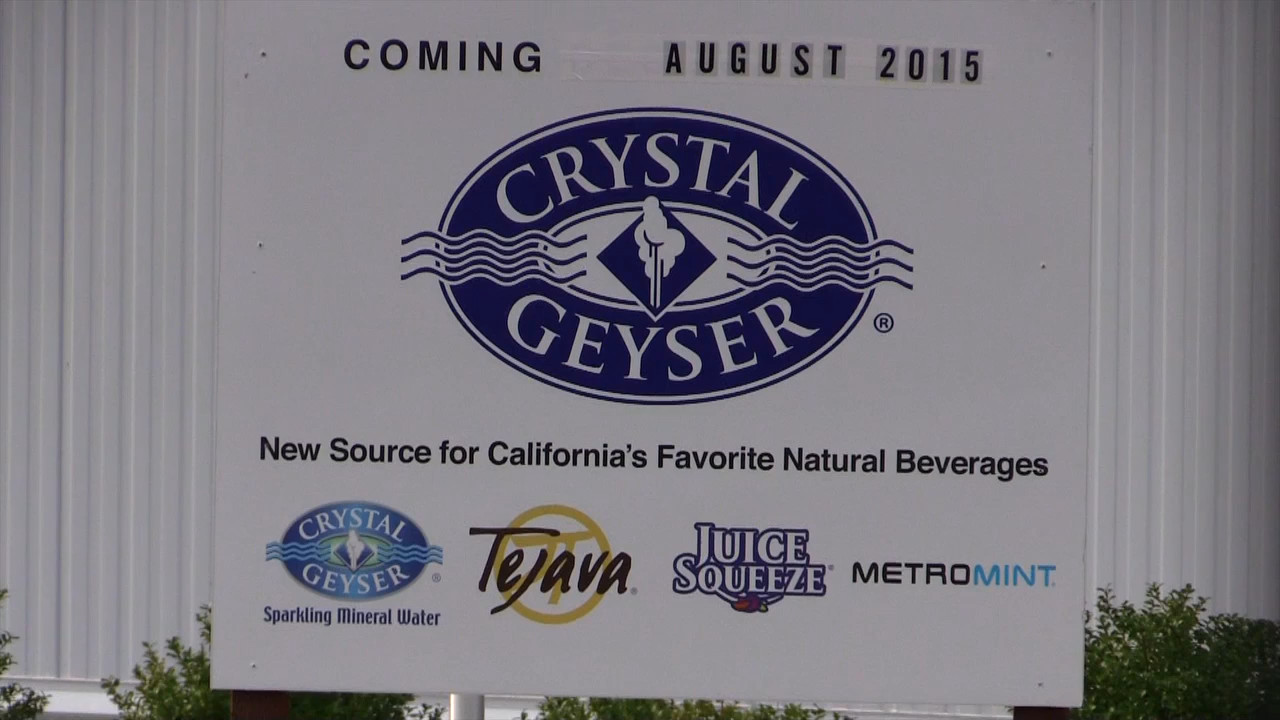 COMING AUGUST 2015
CRYSTAL
GEYSER
®
New Source for California's Favorite Natural Beverages
CRYSTAL
GEYSER
®
Sparkling Mineral Water
Tejava®
JUICE
SQUEEZE®
METROMINT